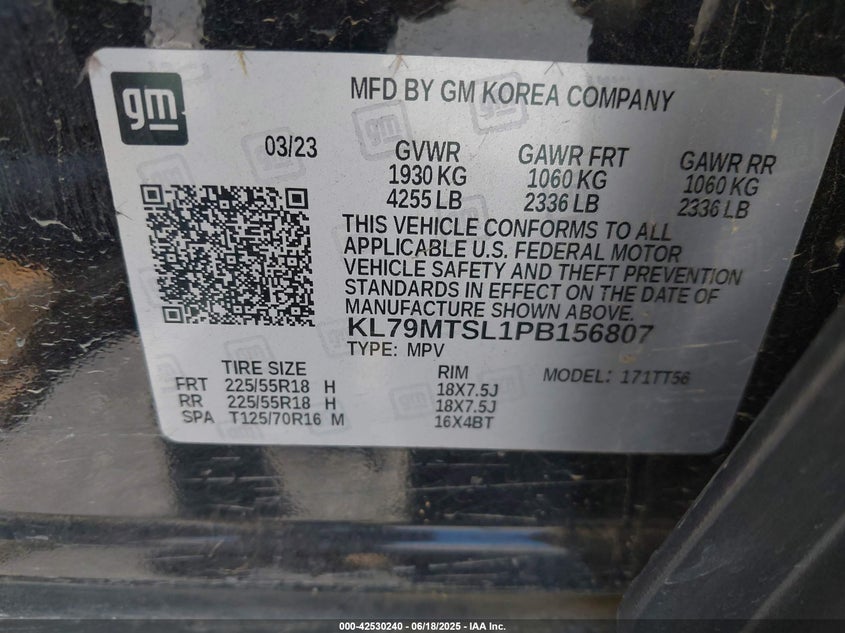 gm
MFD BY GM KOREA COMPANY
03/23
GVWR GAWR FRT GAWR RR
1930 KG 1060 KG 1060 KG
4255 LB 2336 LB 2336 LB
THIS VEHICLE CONFORMS TO ALL
APPLICABLE U.S. FEDERAL MOTOR
VEHICLE SAFETY AND THEFT PREVENTION
STANDARDS IN EFFECT ON THE DATE OF
MANUFACTURE SHOWN ABOVE.
KL79MTSL1PB156807
TYPE: MPV
TIRE SIZE RIM MODEL: 171TT56
FRT 225/55R18 H 18X7.5J
RR 225/55R18 H 18X7.5J
SPA T125/70R16 M 16X4BT
000-42530240 - 06/18/2025 - IAA Inc.